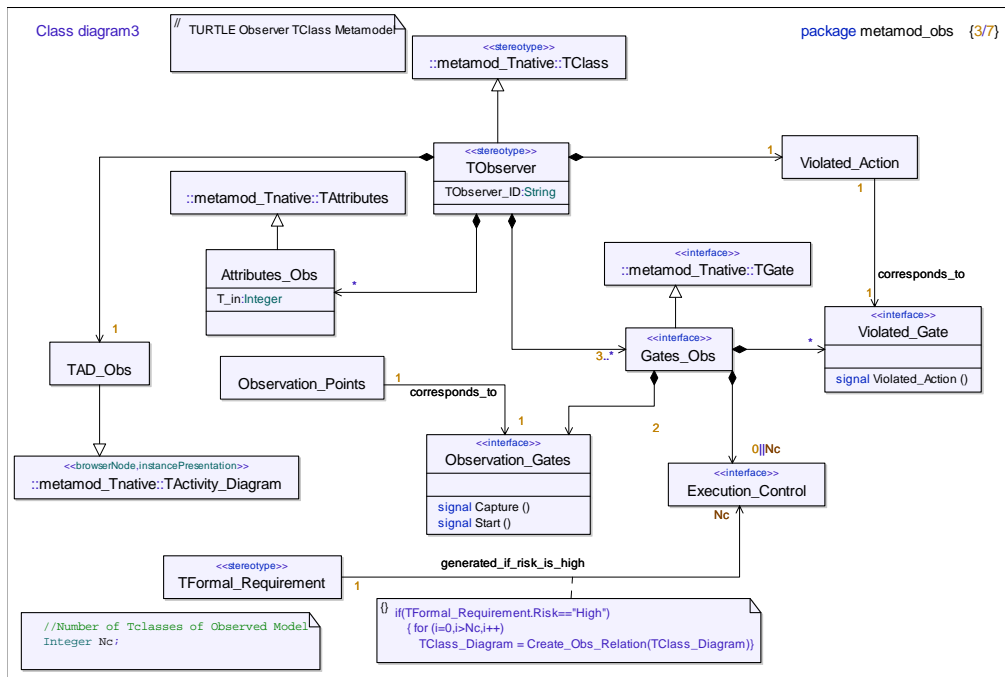 Class diagram3
//
TURTLE Observer TClass Metamodel
package metamod_obs {3/7}
<<stereotype>>
::metamod_Tnative::TClass
<<stereotype>>
TObserver
TObserver_ID:String
1
Violated_Action
1
::metamod_Tnative::TAttributes
<<interface>>
::metamod_Tnative::TGate
Attributes_Obs
T_in:Integer
*
corresponds_to
1
<<interface>>
Violated_Gate
signal Violated_Action ()
1
TAD_Obs
3..*
<<interface>>
Gates_Obs
*
Observation_Points
1
corresponds_to
1
2
<<interface>>
Observation_Gates
signal Capture ()
signal Start ()
0||Nc
<<interface>>
Execution_Control
Nc
<<browserNode,instancePresentation>>
::metamod_Tnative::TActivity_Diagram
<<stereotype>>
TFormal_Requirement
1
generated_if_risk_is_high
{}
if(TFormal_Requirement.Risk=="High")
{ for (i=0,i>Nc,i++)
TClass_Diagram = Create_Obs_Relation(TClass_Diagram)}
//Number of Tclasses of Observed Model
Integer Nc;